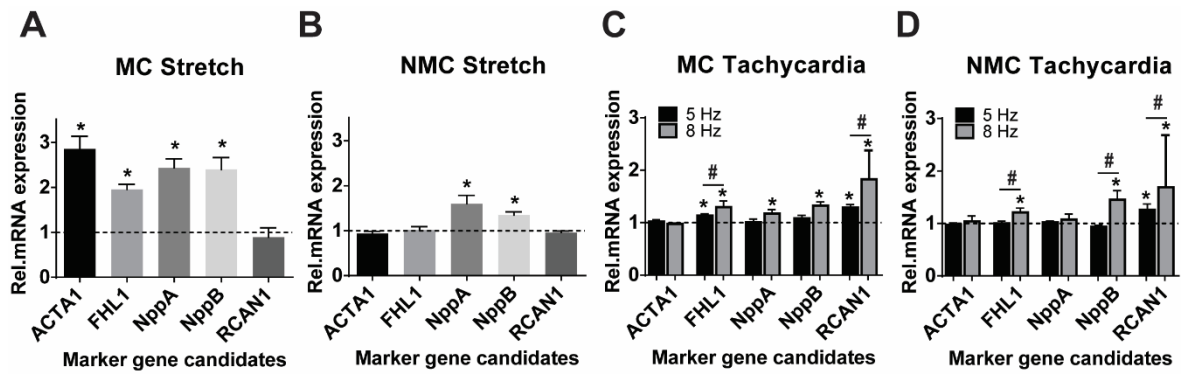 A
MC Stretch
Rel.mRNA expression
3
2
1
0
* * * *
ACTA1
FHL1
NppA
NppB
RCAN1
Marker gene candidates
B
NMC Stretch
Rel.mRNA expression
3
2
1
0
* *
ACTA1
FHL1
NppA
NppB
RCAN1
Marker gene candidates
C
MC Tachycardia
5 Hz
8 Hz
Rel.mRNA expression
3
2
1
0
# #
* * * * * *
ACTA1
FHL1
NppA
NppB
RCAN1
Marker gene candidates
D
NMC Tachycardia
5 Hz
8 Hz
Rel.mRNA expression
3
2
1
0
# # #
* * * *
ACTA1
FHL1
NppA
NppB
RCAN1
Marker gene candidates